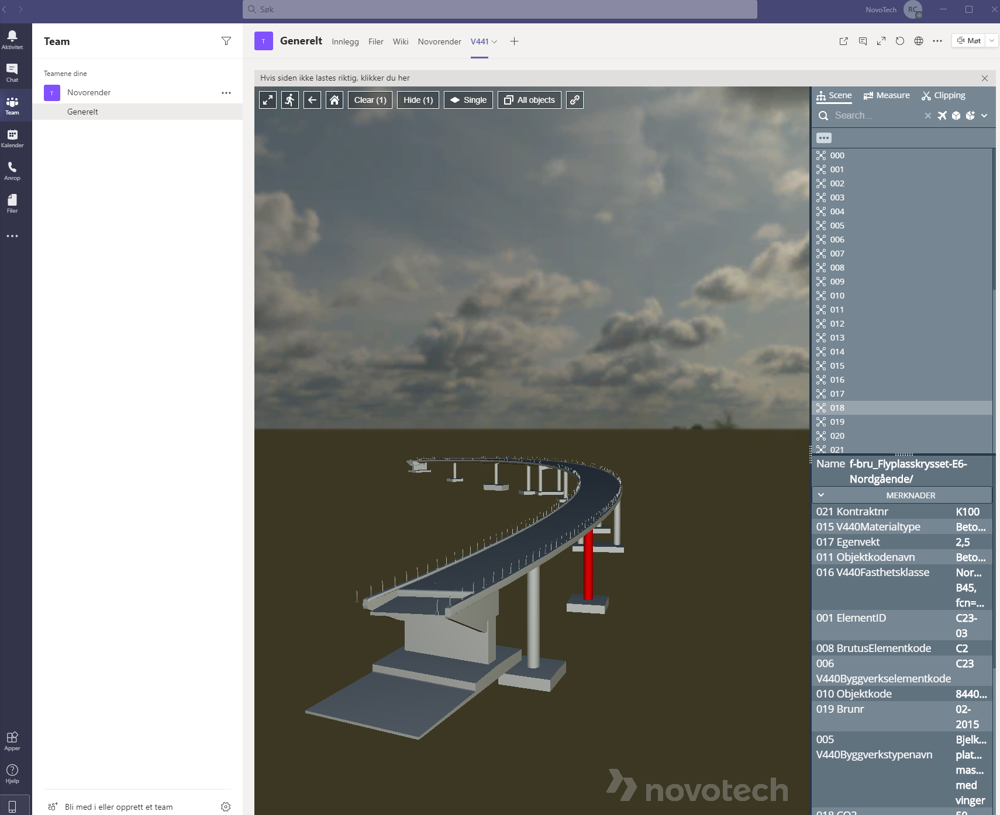 Søk
NovoTech
RC
Aktivitet
Chat
Team
Kalender
Anrop
Filer
Apper
Hjelp
Team
Teamene dine
T
Novorender
Generelt
Bli med i eller opprett et team
T
Generelt
Innlegg
Filer
Wiki
Novorender
V441
Møt
Hvis siden ikke lastes riktig, klikker du her
Clear (1)
Hide (1)
Single
All objects
novotech
Scene
Measure
Clipping
Search...
000
001
002
003
004
005
006
007
008
009
010
011
012
013
014
015
016
017
018
019
020
021
Name f-bru_Flyplasskrysset-E6-
Nordgående/
MERKNADER
021 Kontraktnr K100
015 V440Materialtype Beto...
017 Egenvekt 2,5
011 Objektkodenavn Beto...
016 V440Fasthetsklasse Nor...
B45,
fcn=...
001 ElementID C23-
03
008 BrutusElementkode C2
006 C23
V440Byggverkselementkode
010 Objektkode 8440...
019 Brunr 02-
2015
005 Bjelk...
V440Byggverkstypenavn plat...
mas...
med
vinger
018 CO2 50